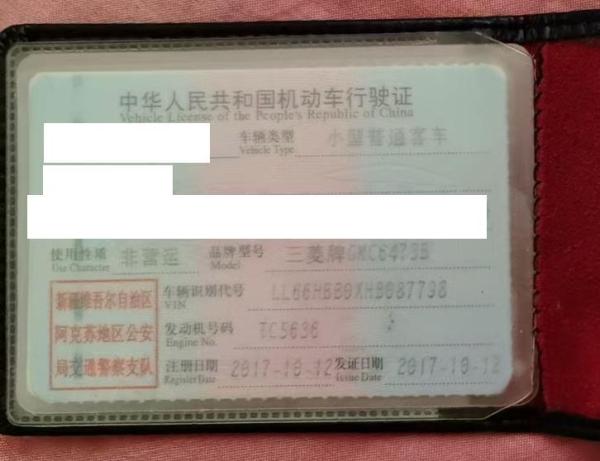 中华人民共和国机动车行驶证
Vehicle License of the People's Republic of China
车辆类型 小型普通客车
Vehicle Type
使用性质 非营运 品牌型号 三菱牌GMC6473B
Use Character Model
新疆维吾尔自治区 车辆识别代号 LL66HBB0XHB087798
VIN
阿克苏地区公安 发动机号码 TC5636
Engine No.
局交通警察支队 注册日期 2017-10-12 发证日期 2017-10-12
Register Date Issue Date